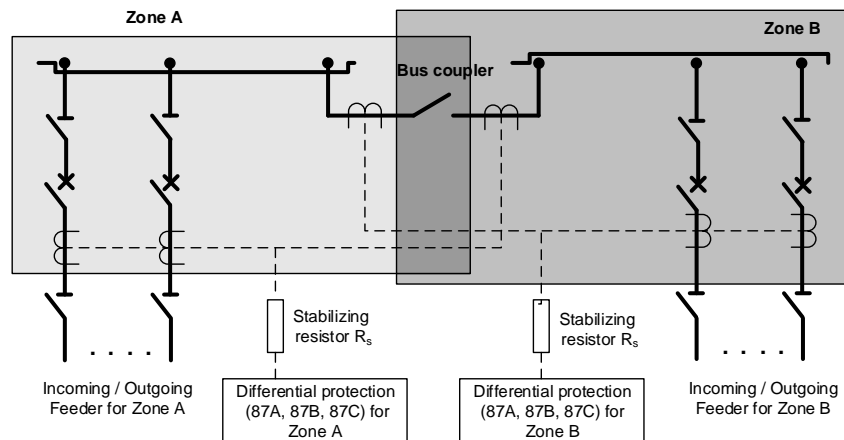 Zone A
Zone B
Bus coupler
Stabilizing
resistor Rs
Stabilizing
resistor Rs
. . . .
. . . .
Incoming / Outgoing
Feeder for Zone A
Differential protection
(87A, 87B, 87C) for
Zone A
Differential protection
(87A, 87B, 87C) for
Zone B
Incoming / Outgoing
Feeder for Zone B